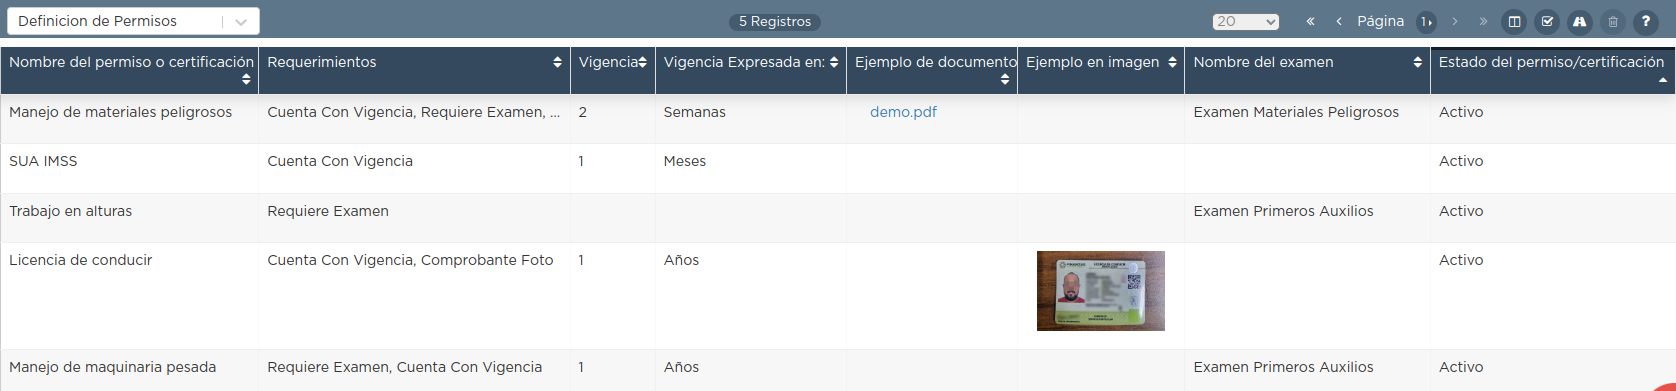 Definicion de Permisos
5 Registros
20
Página
1
?
Nombre del permiso o certificación
Requerimientos
Vigencia
Vigencia Expresada en:
Ejemplo de documento
Ejemplo en imagen
Nombre del examen
Estado del permiso/certificación
Manejo de materiales peligrosos
Cuenta Con Vigencia, Requiere Examen, ...
2
Semanas
demo.pdf
Examen Materiales Peligrosos
Activo
SUA IMSS
Cuenta Con Vigencia
1
Meses
Activo
Trabajo en alturas
Requiere Examen
Examen Primeros Auxilios
Activo
Licencia de conducir
Cuenta Con Vigencia, Comprobante Foto
1
Años
Activo
Manejo de maquinaria pesada
Requiere Examen, Cuenta Con Vigencia
1
Años
Examen Primeros Auxilios
Activo